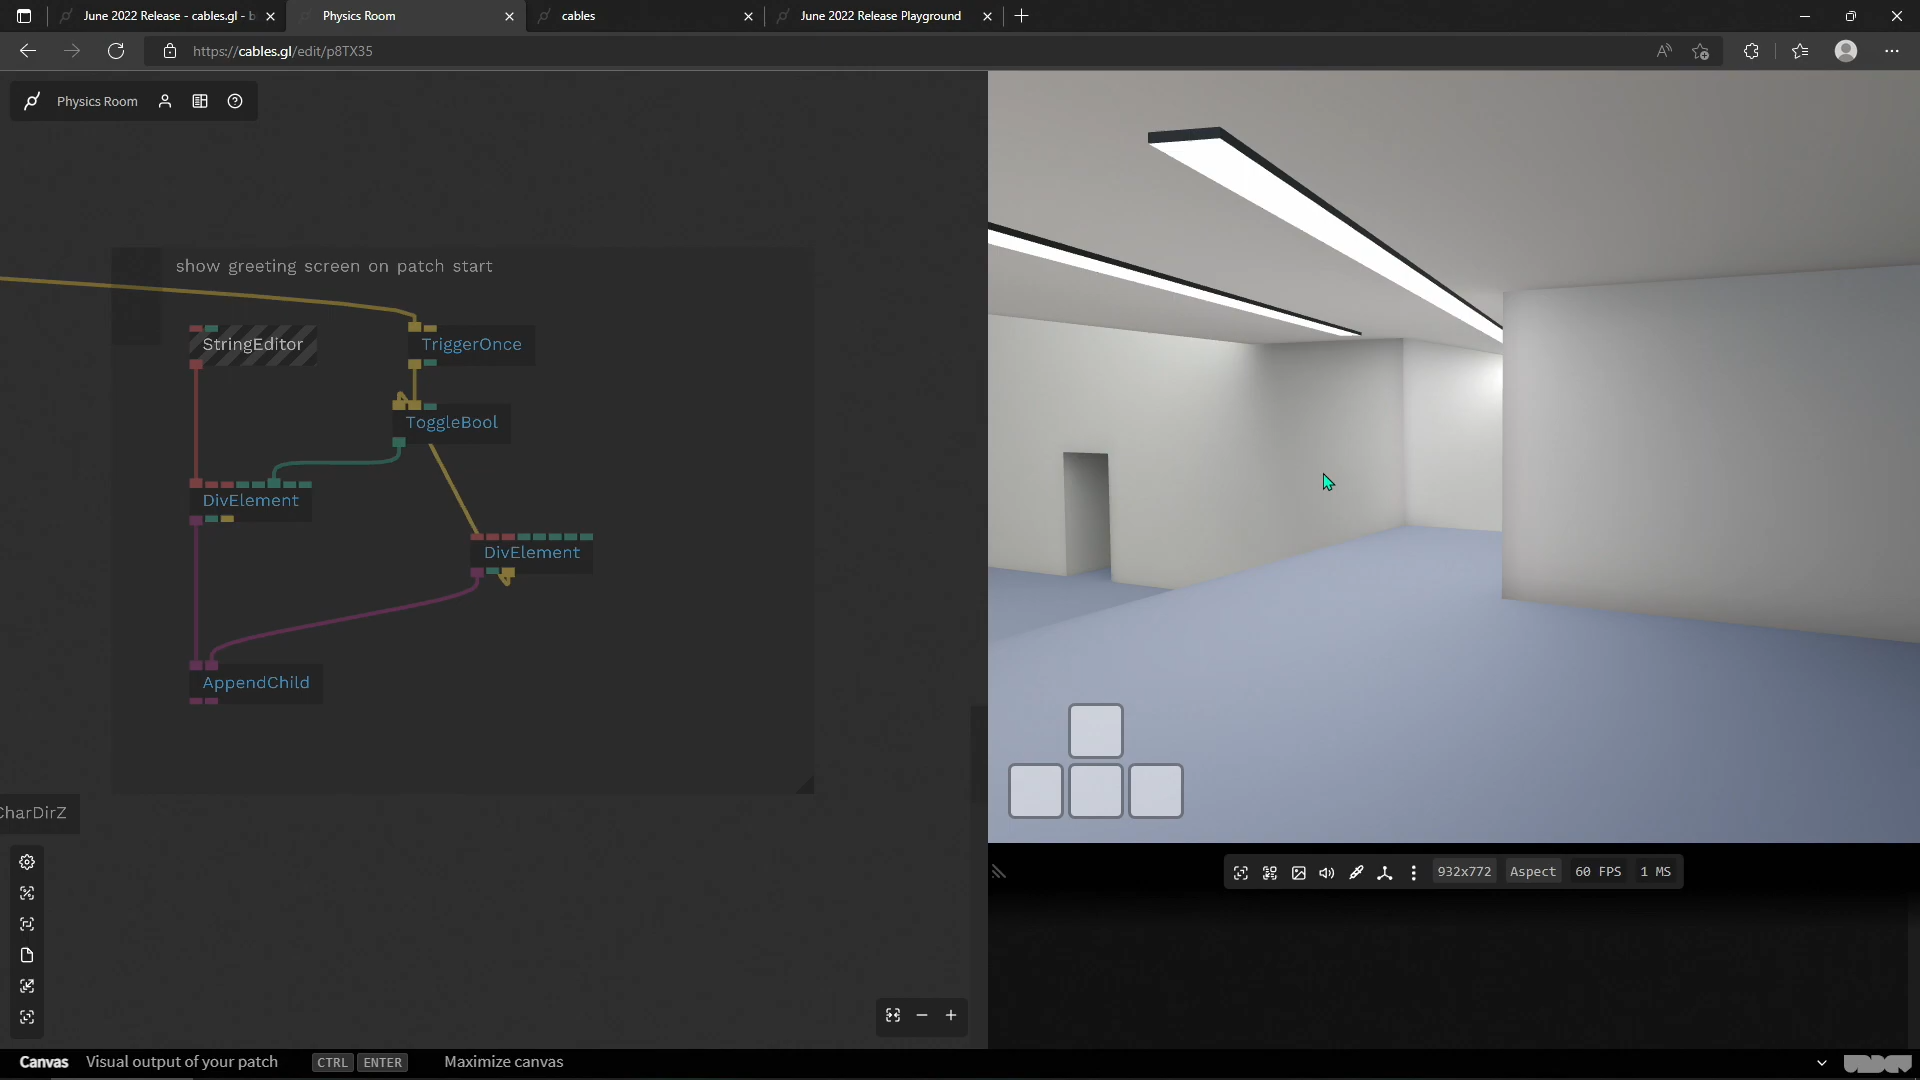 June 2022 Release - cables.gl - b
Physics Room
cables
June 2022 Release Playground
https://cables.gl/edit/p8TX35
Physics Room
show greeting screen on patch start
StringEditor
TriggerOnce
ToggleBool
DivElement
DivElement
AppendChild
CharDirZ
932x772
Aspect
60 FPS
1 MS
Canvas
Visual output of your patch
CTRL
ENTER
Maximize canvas